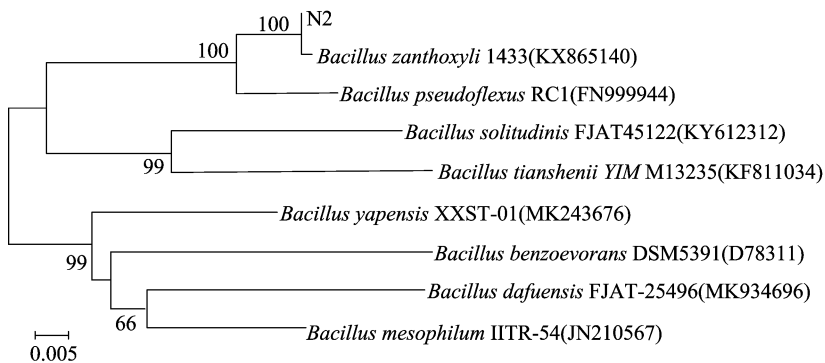 100 N2
100 Bacillus zanthoxyli 1433(KX865140)
Bacillus pseudoflexus RC1(FN999944)
Bacillus solitudinis FJAT45122(KY612312)
99
Bacillus tianshenii YIM M13235(KF811034)
Bacillus yapensis XXST-01(MK243676)
99 Bacillus benzoevorans DSM5391(D78311)
Bacillus dafuensis FJAT-25496(MK934696)
66
Bacillus mesophilum IITR-54(JN210567)
0.005